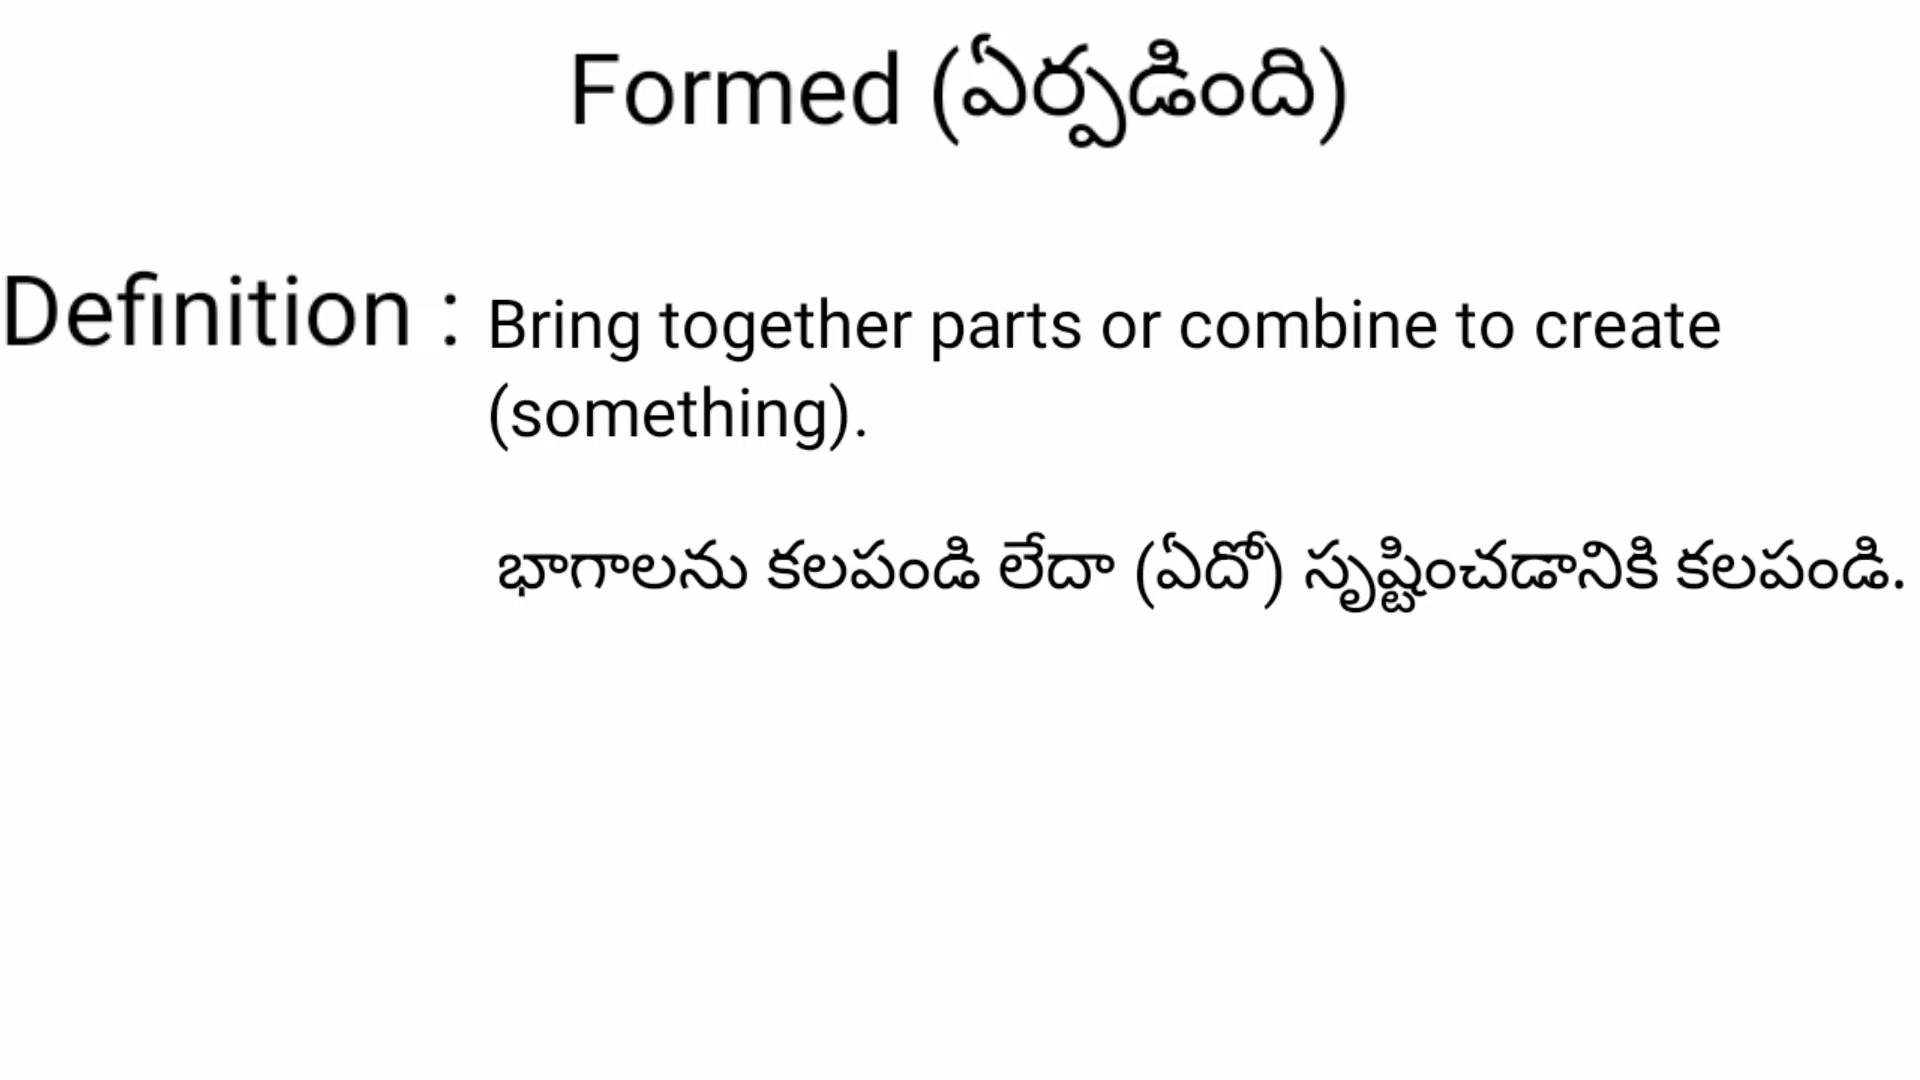 Formed (ఏర్పడింది)
Definition : Bring together parts or combine to create
(something).
భాగాలను కలపండి లేదా (ఏదో) సృష్టించడానికి కలపండి.